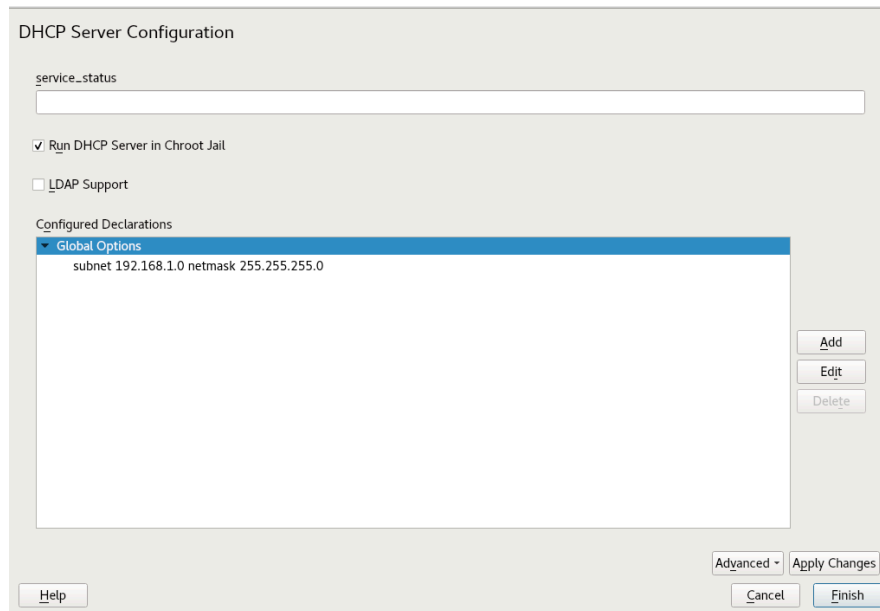 DHCP Server Configuration
service_status
Run DHCP Server in Chroot Jail
LDAP Support
Configured Declarations
Global Options
subnet 192.168.1.0 netmask 255.255.255.0
Add
Edit
Delete
Advanced
Apply Changes
Help
Cancel
Finish